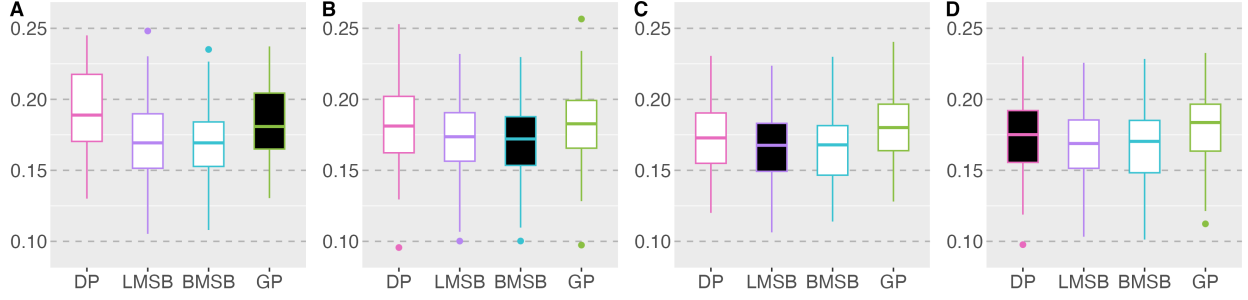 A B C D
0.25 0.25 0.25 0.25
0.20 0.20 0.20 0.20
0.15 0.15 0.15 0.15
0.10 0.10 0.10 0.10
DP LMSB BMSB GP DP LMSB BMSB GP DP LMSB BMSB GP DP LMSB BMSB GP